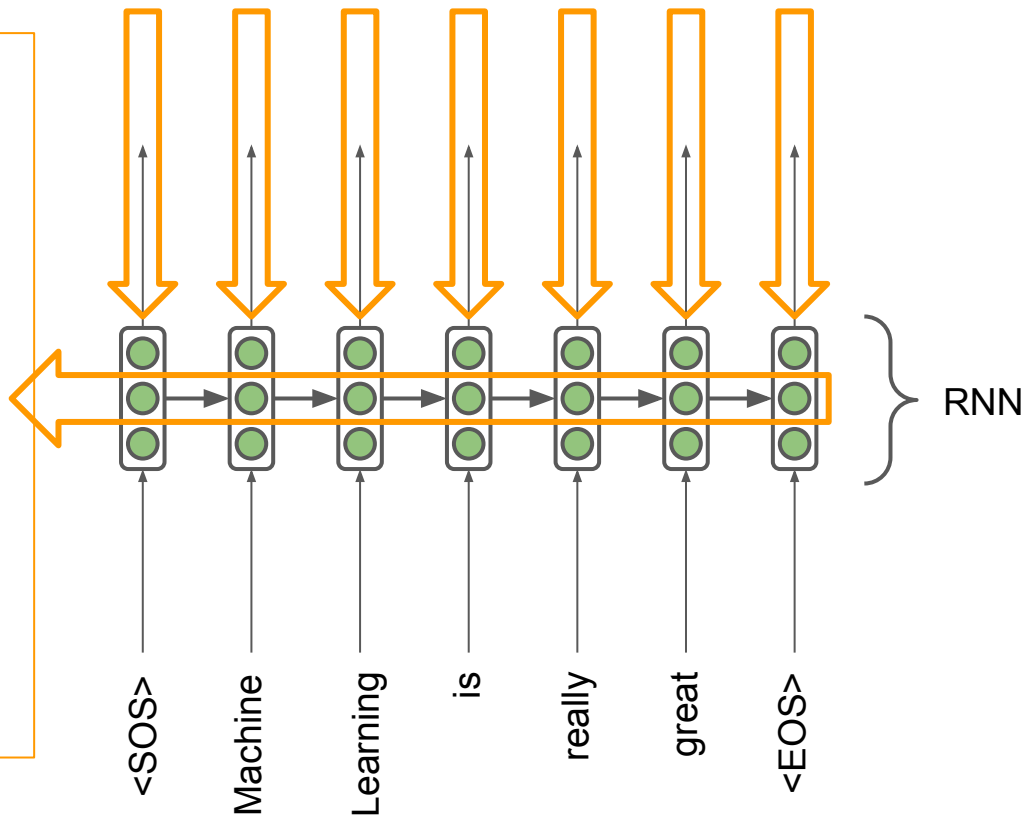 RNN
<SOS>
Machine
Learning
is
really
great
<EOS>